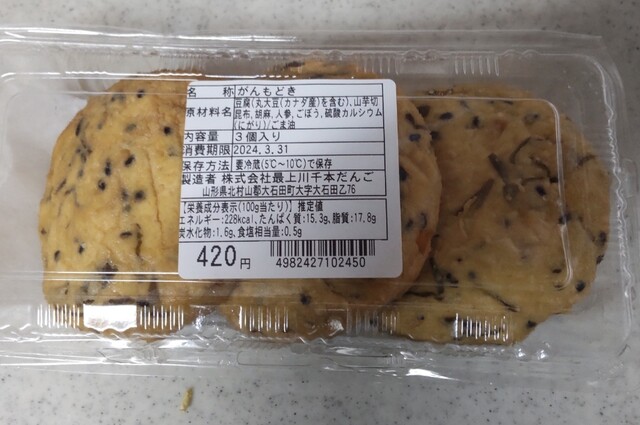 名 称 がんもどき
原材料名 豆腐(丸大豆(カナダ産)を含む)、山芋切
昆布,胡麻,人参,ごぼう,硫酸カルシウム
(にがり)/ごま油
内容量 3個入り
消費期限 2024.3.31
保存方法 要冷蔵(5℃~10℃)で保存
製造者 株式会社最上川千本だんご
山形県北村山郡大石田町大字大石田乙76
【栄養成分表示(100g当たり)】 推定値
エネルギー:228kcal,たんぱく質:15.3g,脂質:17.8g
炭水化物:1.6g,食塩相当量:0.5g
420円
4982427102450